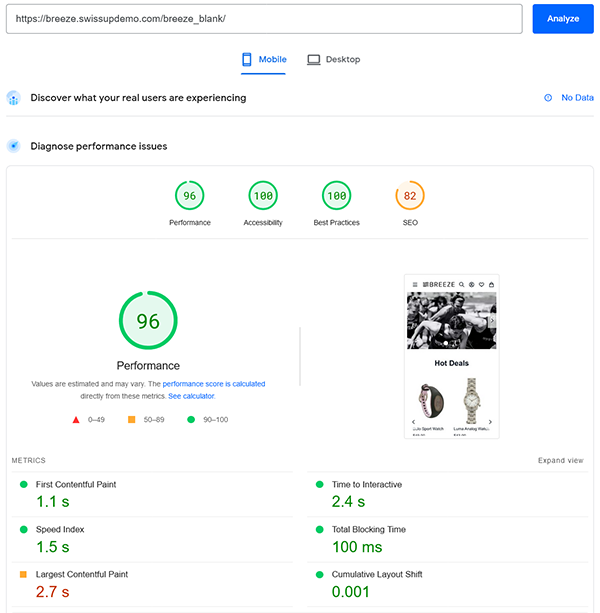 https://breeze.swissupdemo.com/breeze_blank/
Analyze
Mobile
Desktop
Discover what your real users are experiencing
No Data
Diagnose performance issues
96
100
100
82
Performance
Accessibility
Best Practices
SEO
96
Performance
Values are estimated and may vary. The performance score is calculated
directly from these metrics. See calculator.
0–49
50–89
90–100
BREEZE
Hot Deals
Sport Watch
Luma Analog Watch
METRICS
Expand view
First Contentful Paint
1.1 s
Time to Interactive
2.4 s
Speed Index
1.5 s
Total Blocking Time
100 ms
Largest Contentful Paint
2.7 s
Cumulative Layout Shift
0.001